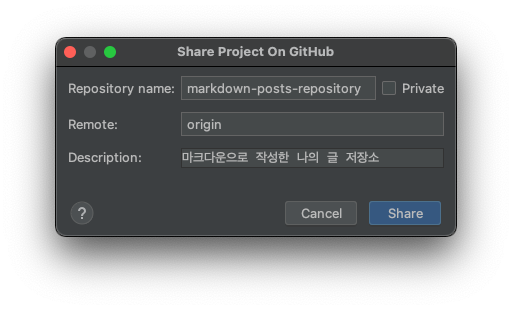 Share Project On GitHub
Repository name: markdown-posts-repository Private
Remote: origin
Description: 마크다운으로 작성한 나의 글 저장소
? Cancel Share